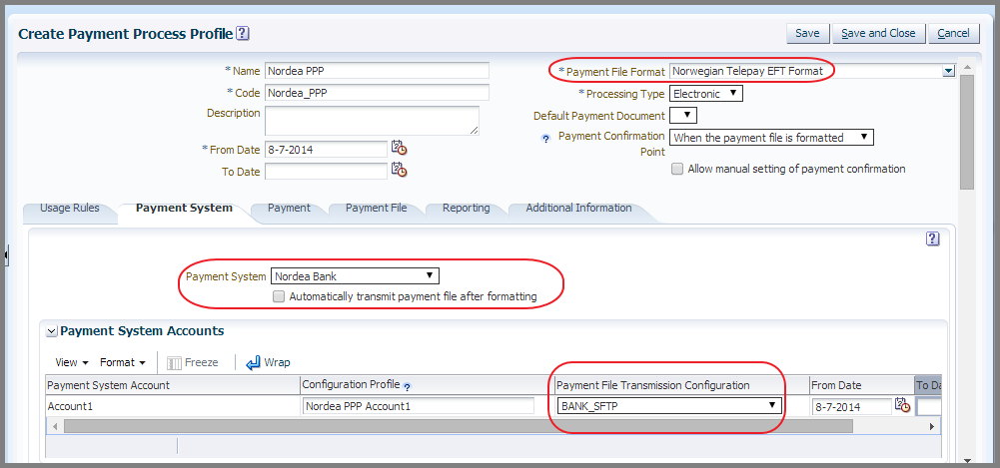 Create Payment Process Profile ?
Save Save and Close Cancel
* Name Nordea PPP
* Payment File Format Norwegian Telepay EFT Format
* Code Nordea_PPP
* Processing Type Electronic
Description
Default Payment Document
? Payment Confirmation Point When the payment file is formatted
* From Date 8-7-2014
To Date
Allow manual setting of payment confirmation
Usage Rules Payment System Payment Payment File Reporting Additional Information
?
Payment System Nordea Bank
Automatically transmit payment file after formatting
Payment System Accounts
View Format Freeze Wrap
Payment System Account Configuration Profile ? Payment File Transmission Configuration From Date To Da
Account1 Nordea PPP Account1 BANK_SFTP 8-7-2014